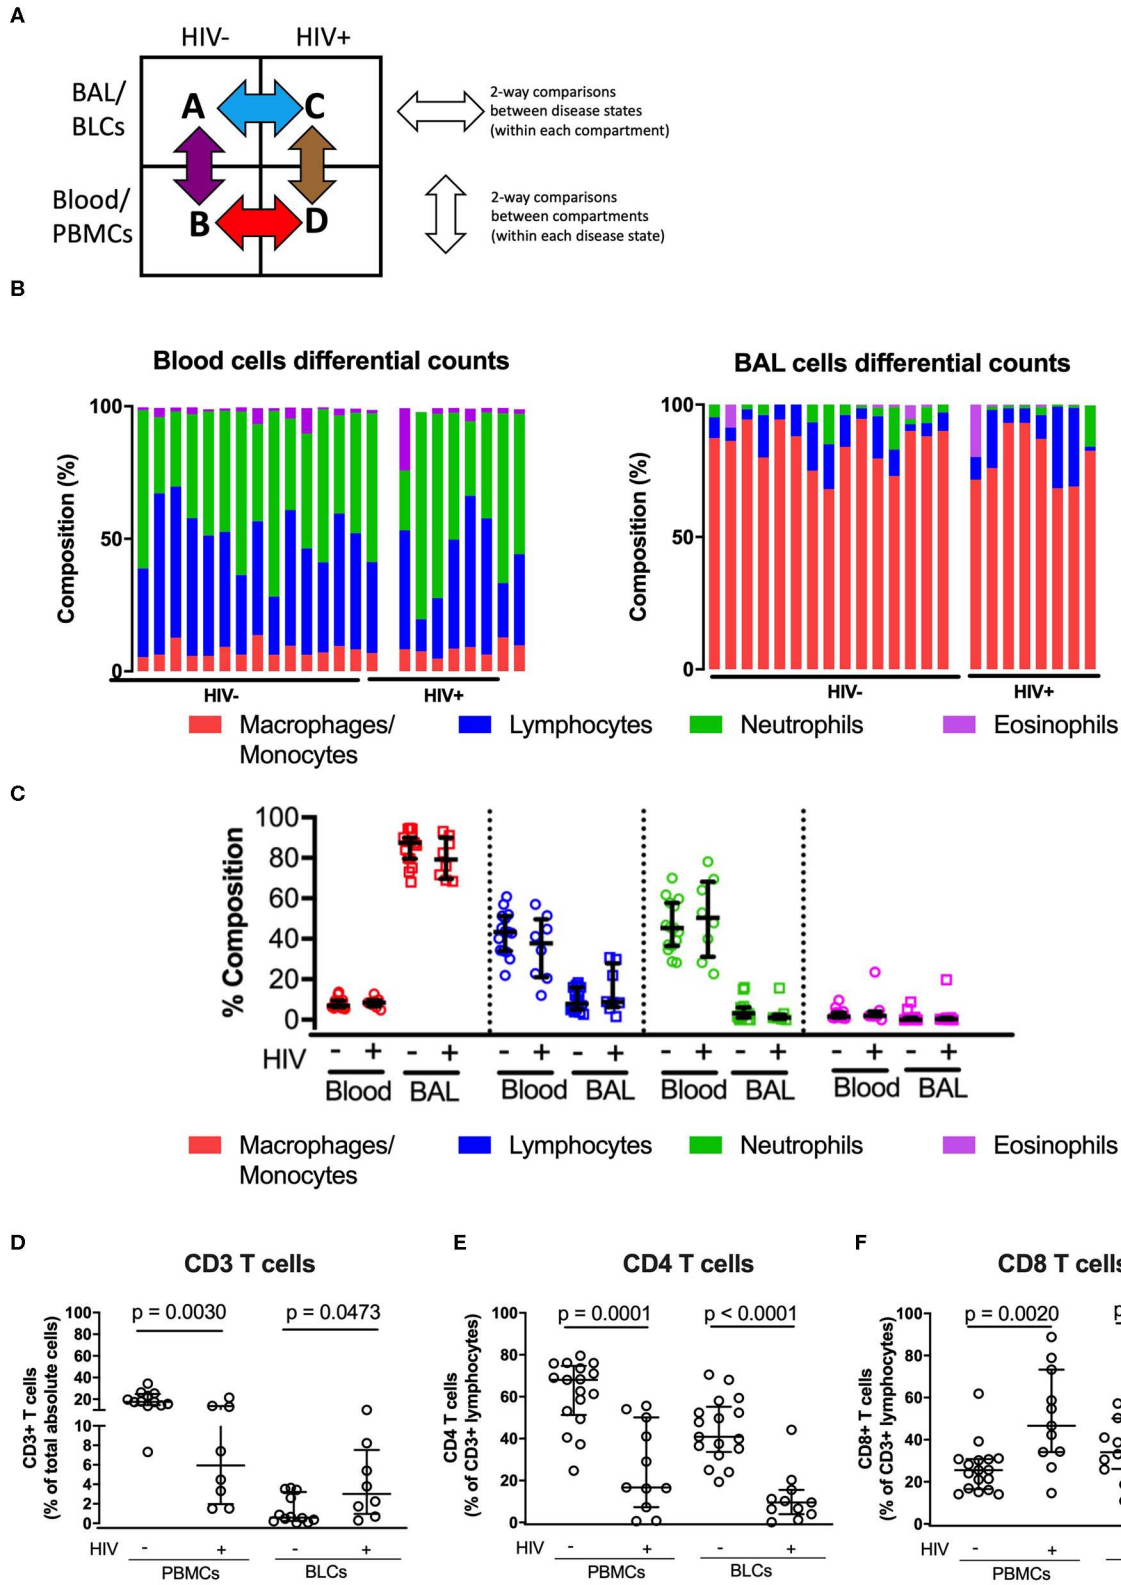 A
HIV-
HIV+
BAL/
BLCs
A
C
2-way comparisons
between disease states
(within each compartment)
Blood/
PBMCs
B
D
2-way comparisons
between compartments
(within each disease state)
B
Blood cells differential counts
BAL cells differential counts
Composition (%)
100
50
0
HIV-
HIV+
Composition (%)
100
50
0
HIV-
HIV+
Macrophages/
Monocytes
Lymphocytes
Neutrophils
Eosinophils
C
% Composition
100
80
60
40
20
0
HIV
- + - + - + - + - + - + - + - +
Blood BAL Blood BAL Blood BAL Blood BAL
Macrophages/
Monocytes
Lymphocytes
Neutrophils
Eosinophils
D
CD3 T cells
CD3+ T cells
(% of total absolute cells)
100
80
60
40
20
10
8
6
4
2
0
p = 0.0030
p = 0.0473
HIV - + - +
PBMCs BLCs
E
CD4 T cells
CD4 T cells
(% of CD3+ lymphocytes)
100
80
60
40
20
0
p = 0.0001
p < 0.0001
HIV - + - +
PBMCs BLCs
F
CD8 T
CD8+ T cells
(% of CD3+ lymphocytes)
100
80
60
40
20
0
p = 0.0020
HIV - +
PBMCs